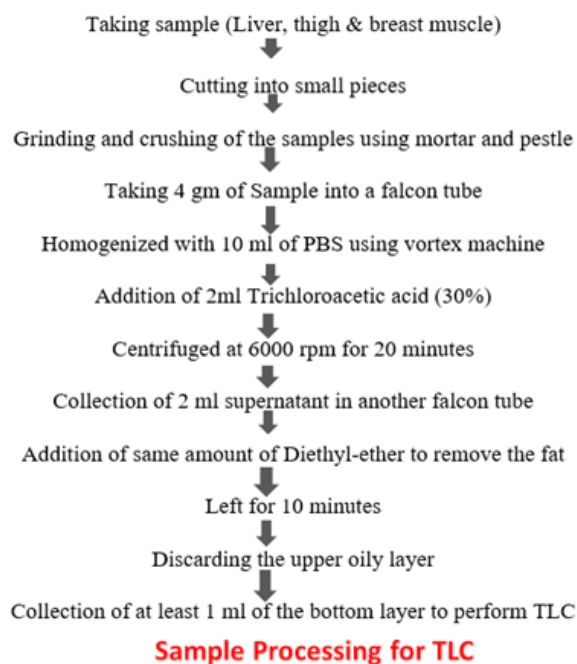 Taking sample (Liver, thigh & breast muscle)
Cutting into small pieces
Grinding and crushing of the samples using mortar and pestle
Taking 4 gm of Sample into a falcon tube
Homogenized with 10 ml of PBS using vortex machine
Addition of 2ml Trichloroacetic acid (30%)
Centrifuged at 6000 rpm for 20 minutes
Collection of 2 ml supernatant in another falcon tube
Addition of same amount of Diethyl-ether to remove the fat
Left for 10 minutes
Discarding the upper oily layer
Collection of at least 1 ml of the bottom layer to perform TLC
Sample Processing for TLC